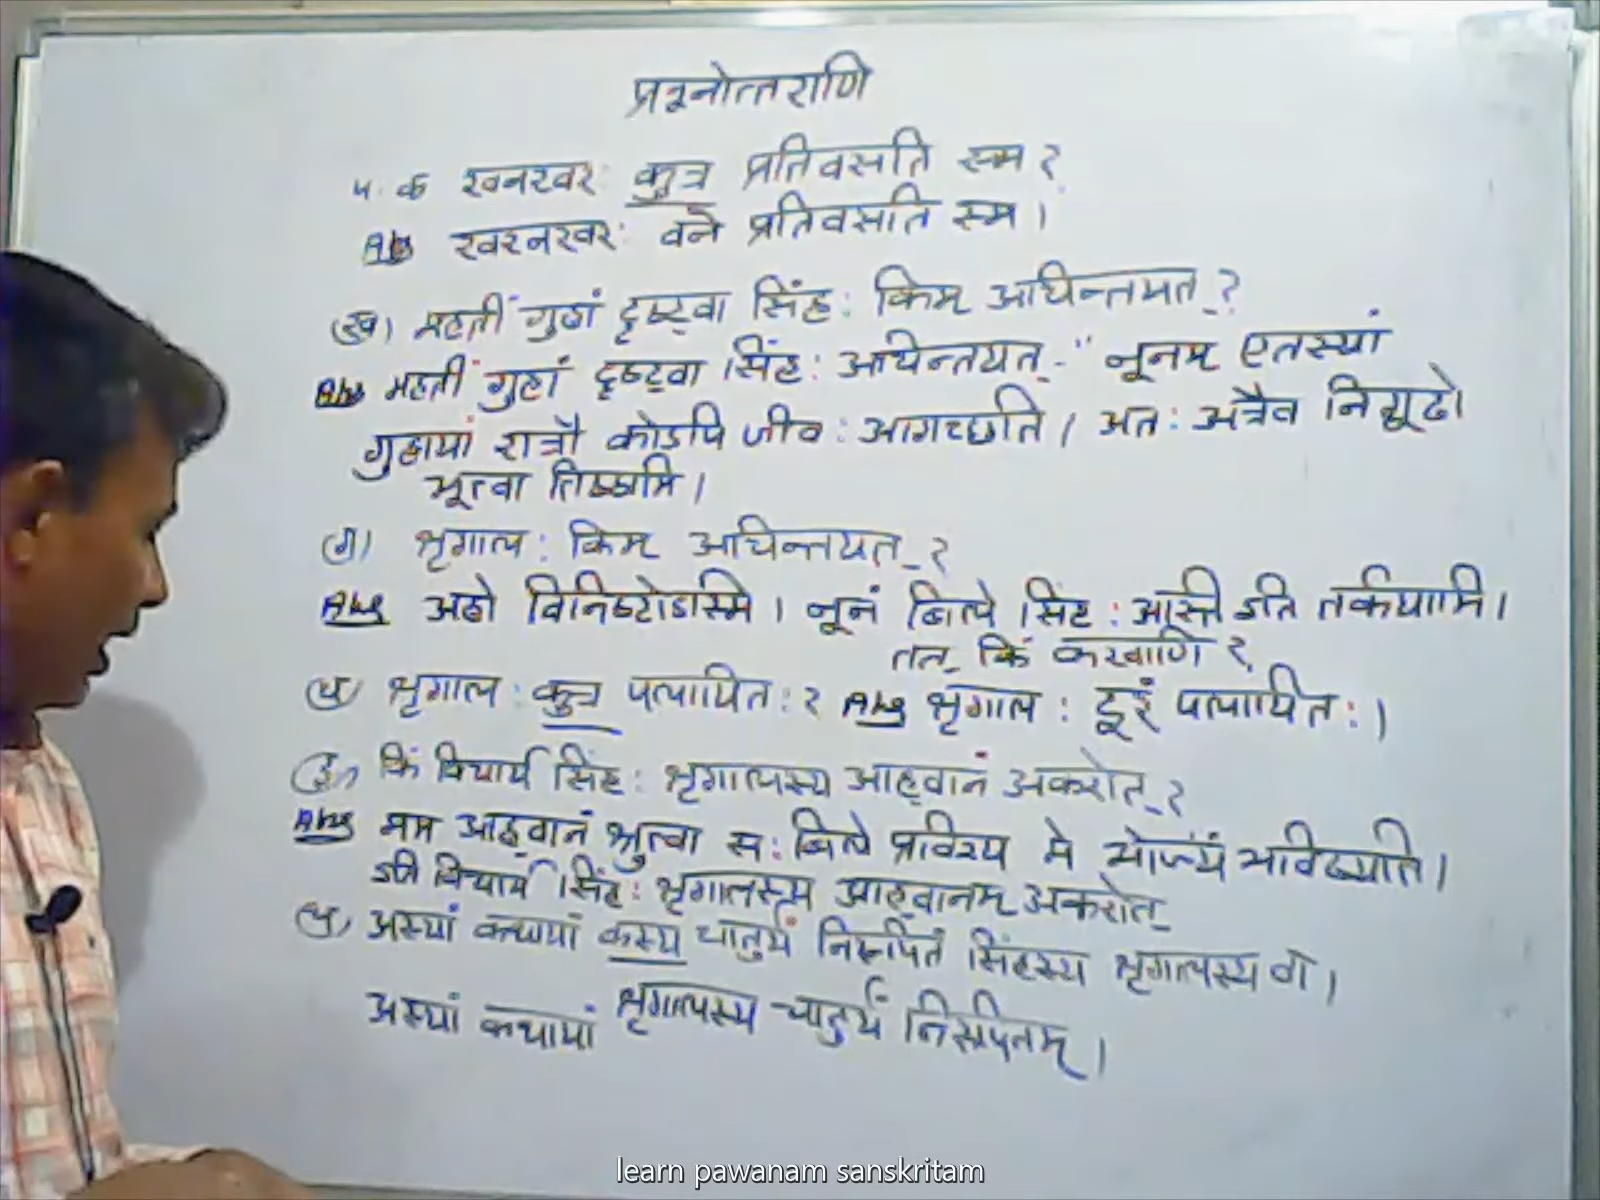 प्रश्नोत्तराणि
५. क खरनखरः कुत्र प्रतिवसति स्म ?
Ans खरनखरः वने प्रतिवसति स्म ।
(ख) महतीं गुहां दृष्ट्वा सिंहः किम् अचिन्तयत् ?
Ans महतीं गुहां दृष्ट्वा सिंहः अचिन्तयत् - " नूनम् एतस्यां
गुहायां रात्रौ कोऽपि जीवः आगच्छति । अतः अत्रैव निगूढो
भूत्वा तिष्ठामि ।
(ग) शृगालः किम् अचिन्तयत् ?
Ans अहो विनिष्टोऽस्मि । नूनं बिले सिंहः अस्ति इति तर्कयामि ।
तत् किं करवाणि ?
(घ) शृगालः कुत्र पलायितः ? Ans शृगालः दूरं पलायितः ।
(ङ) किं विचार्य सिंहः शृगालस्य आह्वानं अकरोत् ?
Ans मम आह्वानं श्रुत्वा सः बिले प्रविश्य मे भोज्यं भविष्यति ।
इति विचार्य सिंहः शृगालस्य आह्वानम् अकरोत्
अस्यां कथायां कस्य चातुर्यं निरूपितं सिंहस्य शृगालस्य वा ।
अस्यां कथायां शृगालस्य चातुर्यं निरूपितम् ।
learn pawanam sanskritam